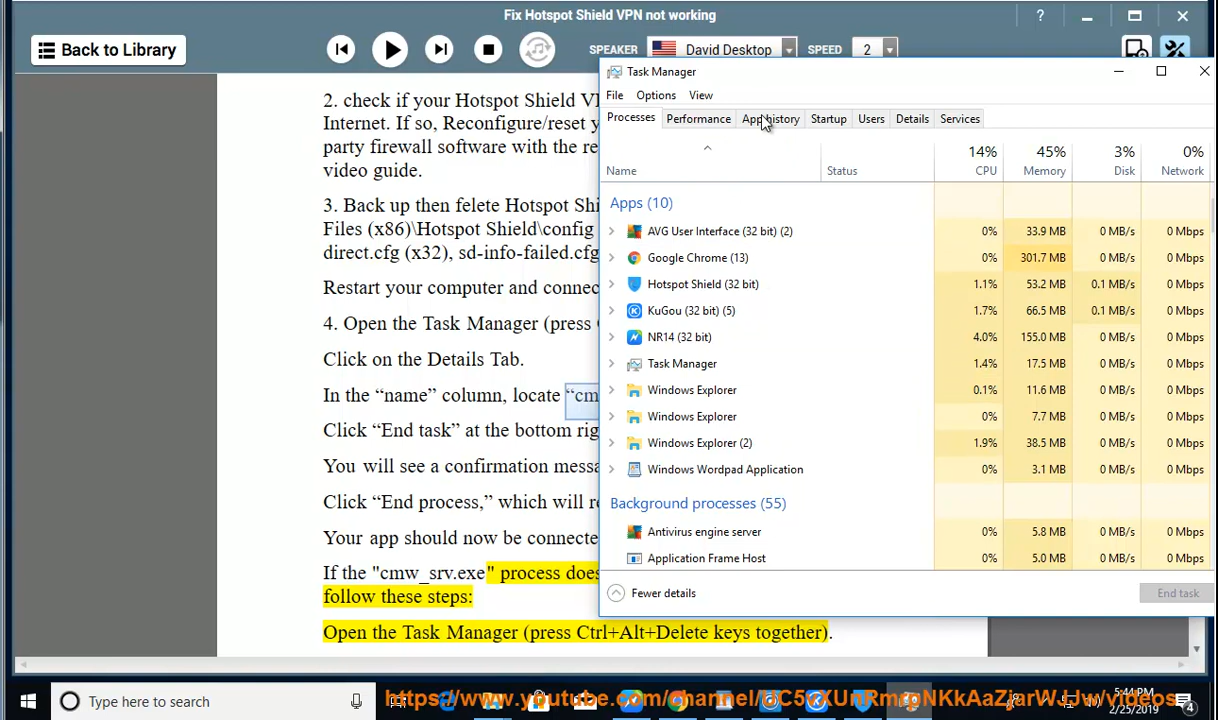 Fix Hotspot Shield VPN not working
?
Back to Library
SPEAKER
David Desktop
SPEED
2
2. check if your Hotspot Shield
Internet. If so, Reconfigure/reset
party firewall software with the
video guide.
3. Back up then felete Hotspot
Files (x86)\Hotspot Shield\config
direct.cfg (x32), sd-info-failed.cfg
Restart your computer and
4. Open the Task Manager (press
Click on the Details Tab.
In the “name” column, locate
Click “End task” at the bottom
You will see a confirmation
Click “End process,” which will
Your app should now be
If the "cmw_srv.exe" process
follow these steps:
Open the Task Manager (press Ctrl+Alt+Delete keys together).
Task Manager
File Options View
Processes Performance App history Startup Users Details Services
14% 45% 3% 0%
Name Status CPU Memory Disk Network
Apps (10)
AVG User Interface (32 bit) (2) 0% 33.9 MB 0 MB/s 0 Mbps
Google Chrome (13) 0% 301.7 MB 0 MB/s 0 Mbps
Hotspot Shield (32 bit) 1.1% 53.2 MB 0.1 MB/s 0 Mbps
KuGou (32 bit) (5) 1.7% 66.5 MB 0.1 MB/s 0 Mbps
NR14 (32 bit) 4.0% 155.0 MB 0 MB/s 0 Mbps
Task Manager 1.4% 17.5 MB 0 MB/s 0 Mbps
Windows Explorer 0.1% 11.6 MB 0 MB/s 0 Mbps
Windows Explorer 0% 7.7 MB 0 MB/s 0 Mbps
Windows Explorer (2) 1.9% 38.5 MB 0 MB/s 0 Mbps
Windows Wordpad Application 0% 3.1 MB 0 MB/s 0 Mbps
Background processes (55)
Antivirus engine server 0% 5.8 MB 0 MB/s 0 Mbps
Application Frame Host 0% 5.0 MB 0 MB/s 0 Mbps
Fewer details
End task
Type here to search
5:44 PM
2/25/2019
4